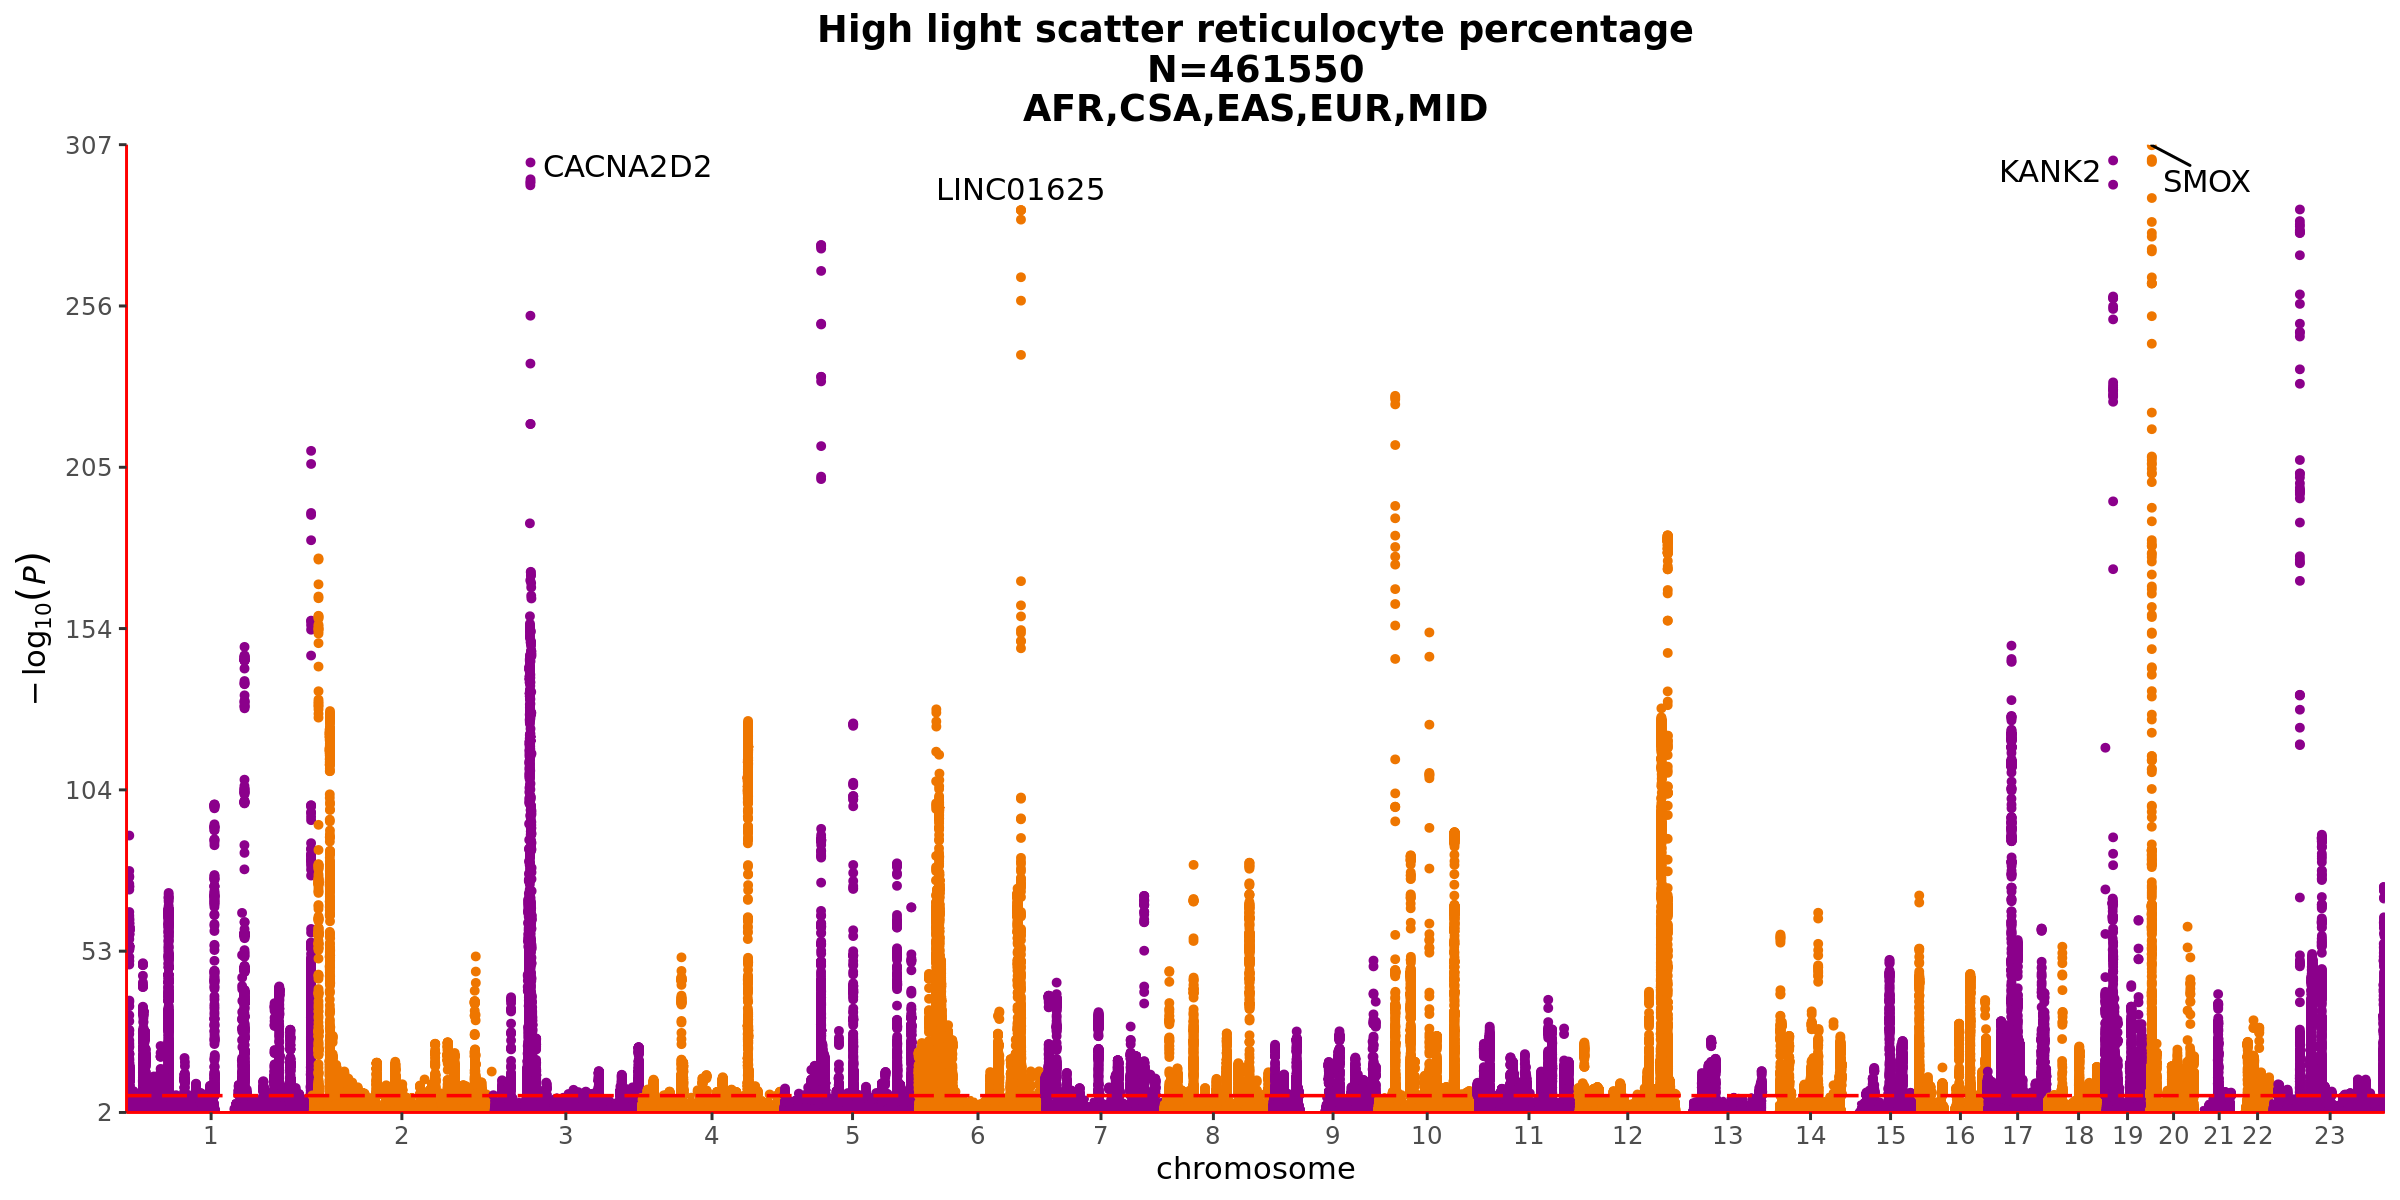 High light scatter reticulocyte percentage
N=461550
AFR,CSA,EAS,EUR,MID
307
256
205
154
104
53
2
−log10(P)
CACNA2D2
LINC01625
KANK2
SMOX
1 2 3 4 5 6 7 8 9 10 11 12 13 14 15 16 17 18 19 20 21 22 23
chromosome